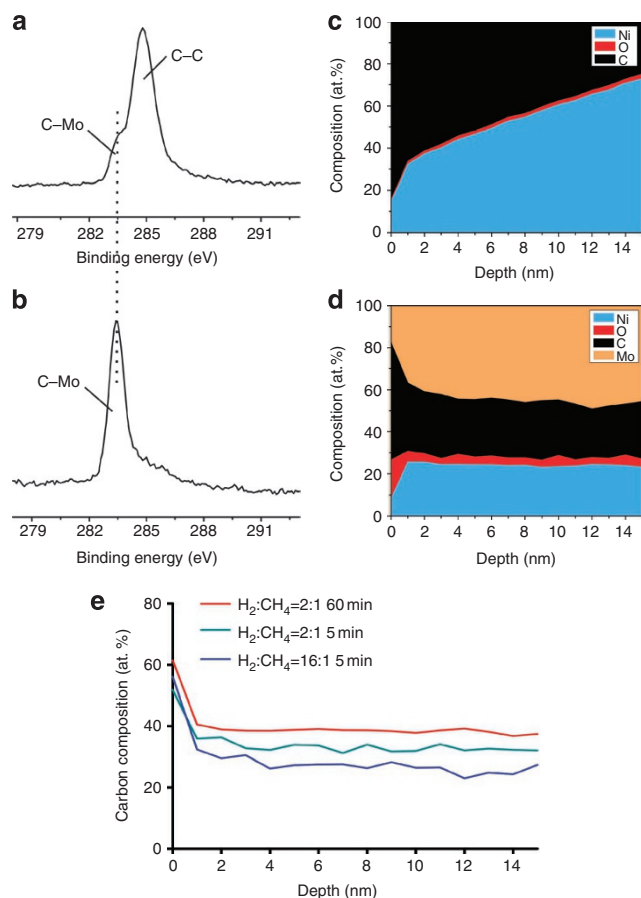 a
C–C
C–Mo
279 282 285 288 291
Binding energy (eV)
b
C–Mo
279 282 285 288 291
Binding energy (eV)
c
100
80
60
40
20
0
Composition (at.%)
Ni
O
C
0 2 4 6 8 10 12 14
Depth (nm)
d
100
80
60
40
20
0
Composition (at.%)
Ni
O
C
Mo
0 2 4 6 8 10 12 14
Depth (nm)
e
80
60
40
20
0
Carbon composition (at. %)
H₂:CH₄=2:1 60 min
H₂:CH₄=2:1 5 min
H₂:CH₄=16:1 5 min
0 2 4 6 8 10 12 14
Depth (nm)